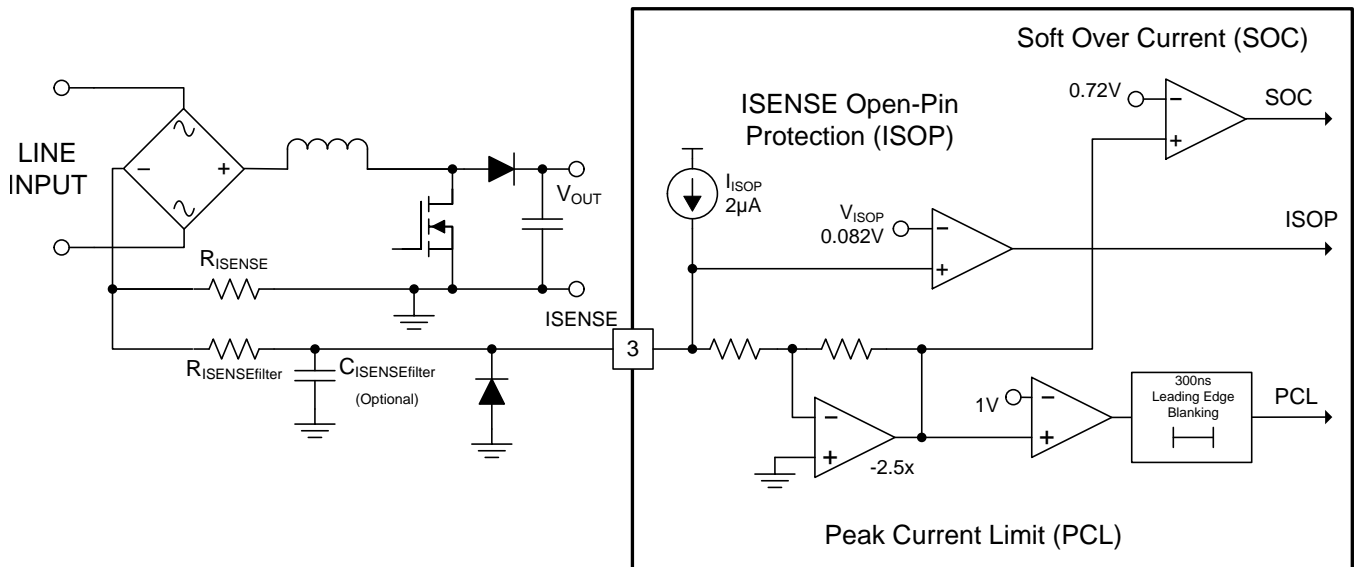 Soft Over Current (SOC)
0.72V
−
+
SOC
ISENSE Open-Pin
Protection (ISOP)
LINE
INPUT
−
+
VOUT
IISOP
2µA
VISOP
0.082V
−
+
ISOP
RISENSE
ISENSE
3
RISENSEfilter
CISENSEfilter
(Optional)
−
+
-2.5x
1V
−
+
300ns
Leading Edge
Blanking
PCL
Peak Current Limit (PCL)